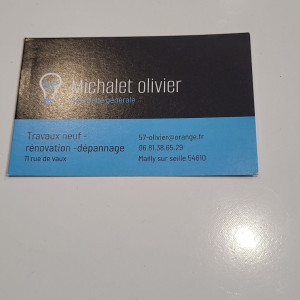 Michalet olivier
générale
Travaux neuf -
rénovation -dépannage
11 rue de vaux
57-olivier@orange.fr
06.81.38.65.29
Mailly sur seille 54610